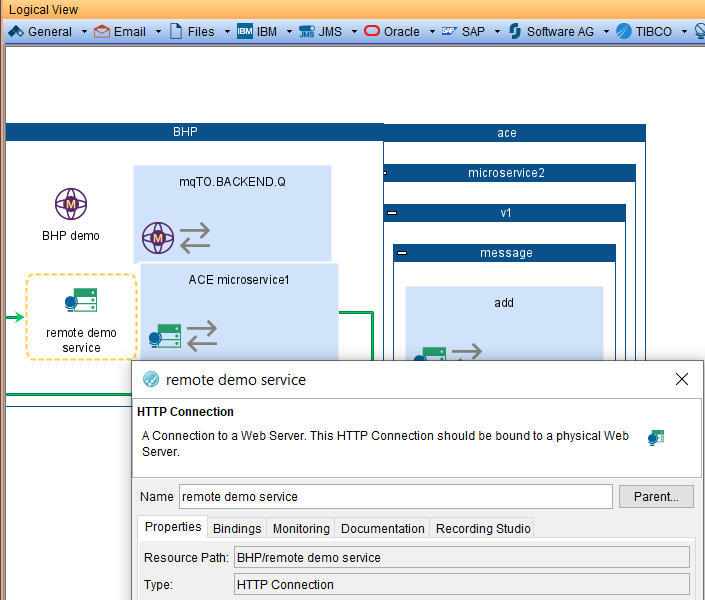 Logical View
General Email Files IBM IBM JMS JMS Oracle SAP SAP Software AG TIBCO
BHP
ace
microservice2
v1
message
add
mqTO.BACKEND.Q
M
BHP demo
M
ACE microservice1
remote demo
service
remote demo service
HTTP Connection
A Connection to a Web Server. This HTTP Connection should be bound to a physical Web
Server.
Name remote demo service Parent...
Properties Bindings Monitoring Documentation Recording Studio
Resource Path: BHP/remote demo service
Type: HTTP Connection